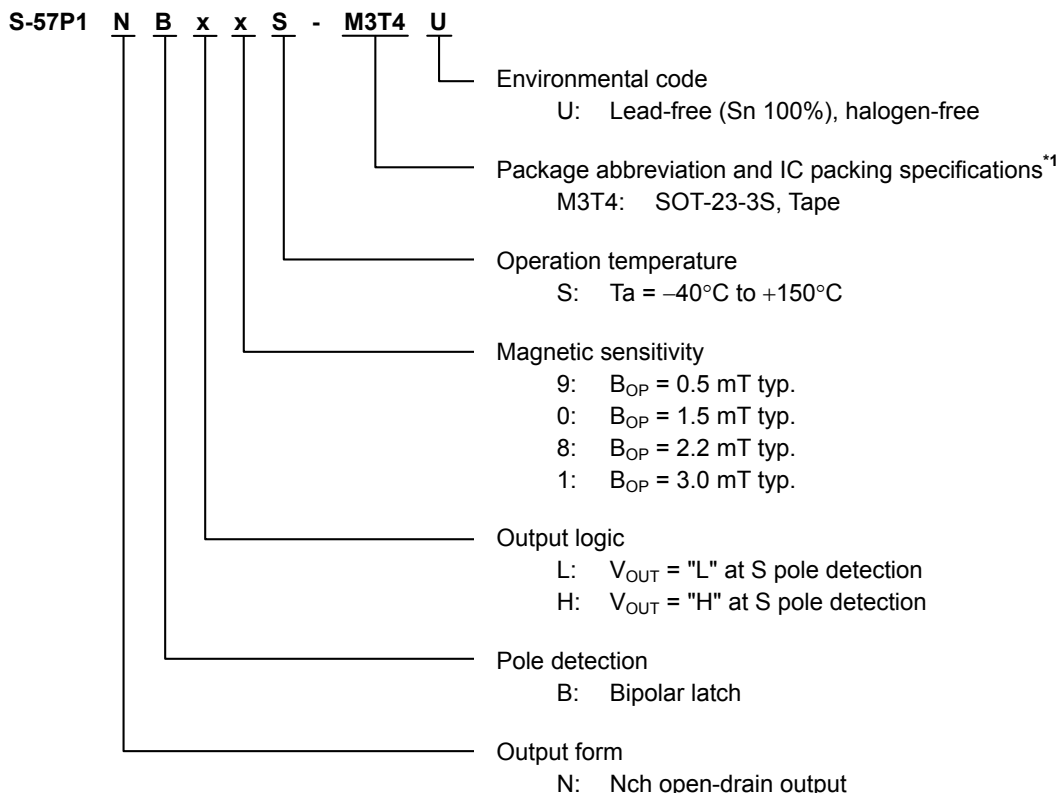 S-57P1 N B x x S - M3T4 U
Environmental code
U: Lead-free (Sn 100%), halogen-free
Package abbreviation and IC packing specifications*1
M3T4: SOT-23-3S, Tape
Operation temperature
S: Ta = −40°C to +150°C
Magnetic sensitivity
9: BOP = 0.5 mT typ.
0: BOP = 1.5 mT typ.
8: BOP = 2.2 mT typ.
1: BOP = 3.0 mT typ.
Output logic
L: VOUT = "L" at S pole detection
H: VOUT = "H" at S pole detection
Pole detection
B: Bipolar latch
Output form
N: Nch open-drain output